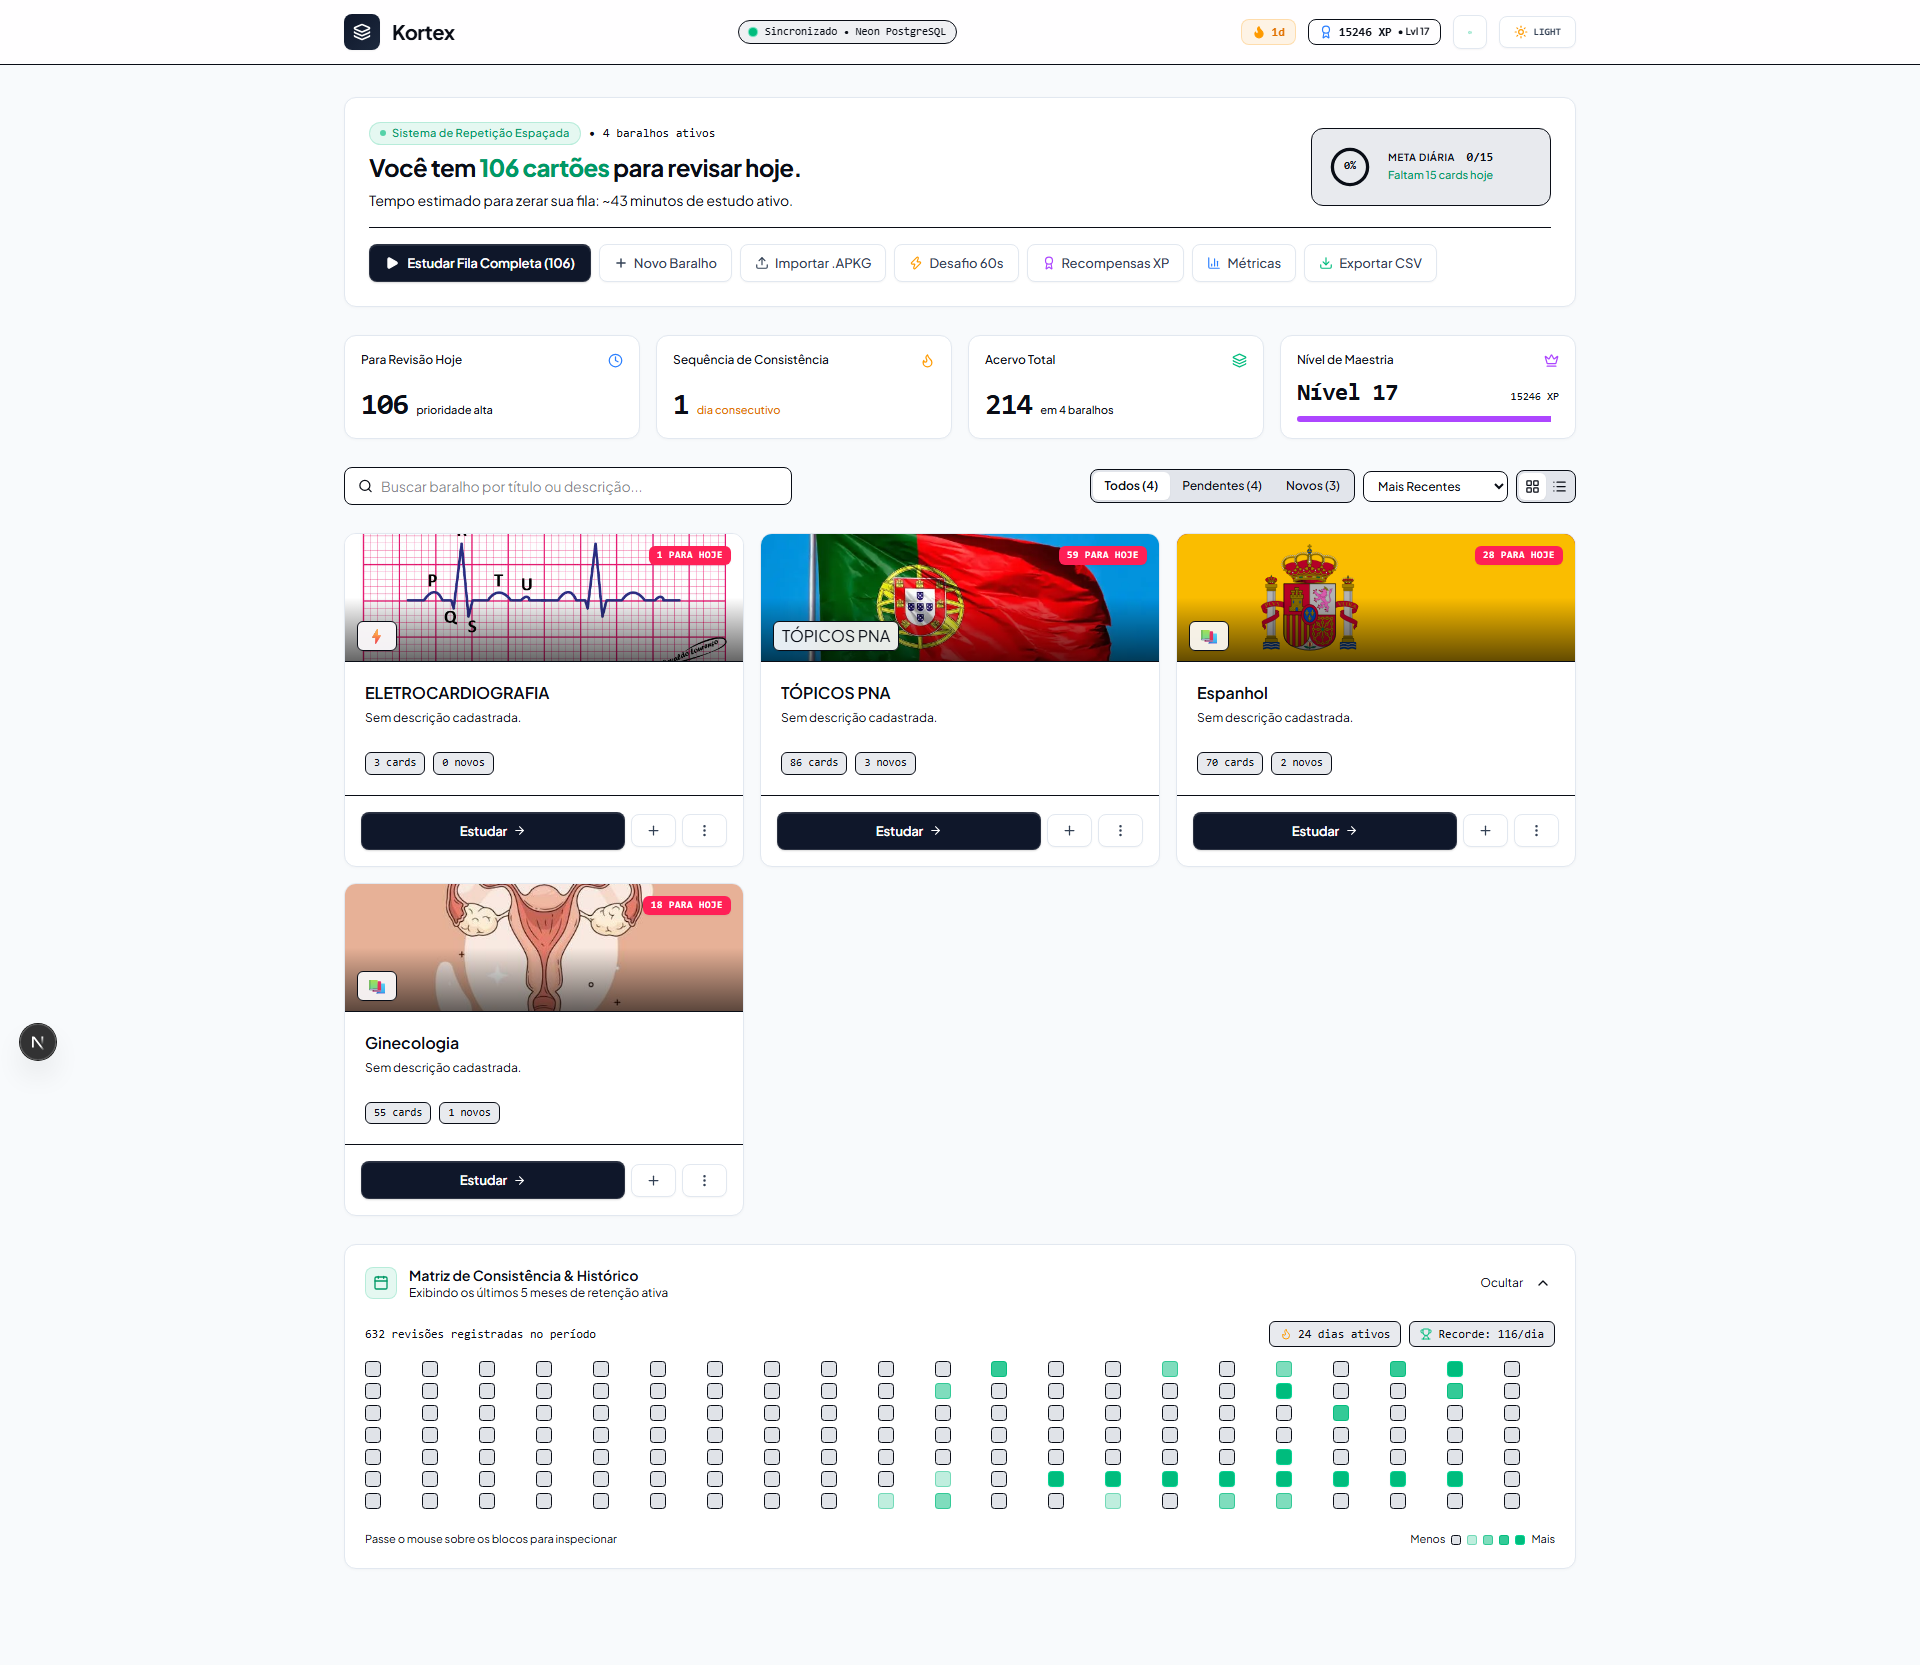 Kortex
Sincronizado • Neon PostgreSQL
1d
15246 XP • Lvl 17
LIGHT
Sistema de Repetição Espaçada • 4 baralhos ativos
Você tem 106 cartões para revisar hoje.
Tempo estimado para zerar sua fila: ~43 minutos de estudo ativo.
0%
META DIÁRIA 0/15
Faltam 15 cards hoje
Estudar Fila Completa (106)
Novo Baralho
Importar .APKG
Desafio 60s
Recompensas XP
Métricas
Exportar CSV
Para Revisão Hoje
106 prioridade alta
Sequência de Consistência
1 dia consecutivo
Acervo Total
214 em 4 baralhos
Nível de Maestria
Nível 17
15246 XP
Buscar baralho por título ou descrição...
Todos (4)
Pendentes (4)
Novos (3)
Mais Recentes
1 PARA HOJE
P
T
U
Q
S
ELETROCARDIOGRAFIA
Sem descrição cadastrada.
3 cards
0 novos
Estudar →
59 PARA HOJE
TÓPICOS PNA
TÓPICOS PNA
Sem descrição cadastrada.
86 cards
3 novos
Estudar →
28 PARA HOJE
Espanhol
Sem descrição cadastrada.
70 cards
2 novos
Estudar →
18 PARA HOJE
Ginecologia
Sem descrição cadastrada.
55 cards
1 novos
Estudar →
N
Matriz de Consistência & Histórico
Exibindo os últimos 5 meses de retenção ativa
Ocultar
632 revisões registradas no período
24 dias ativos
Recorde: 116/dia
Passe o mouse sobre os blocos para inspecionar
Menos
Mais